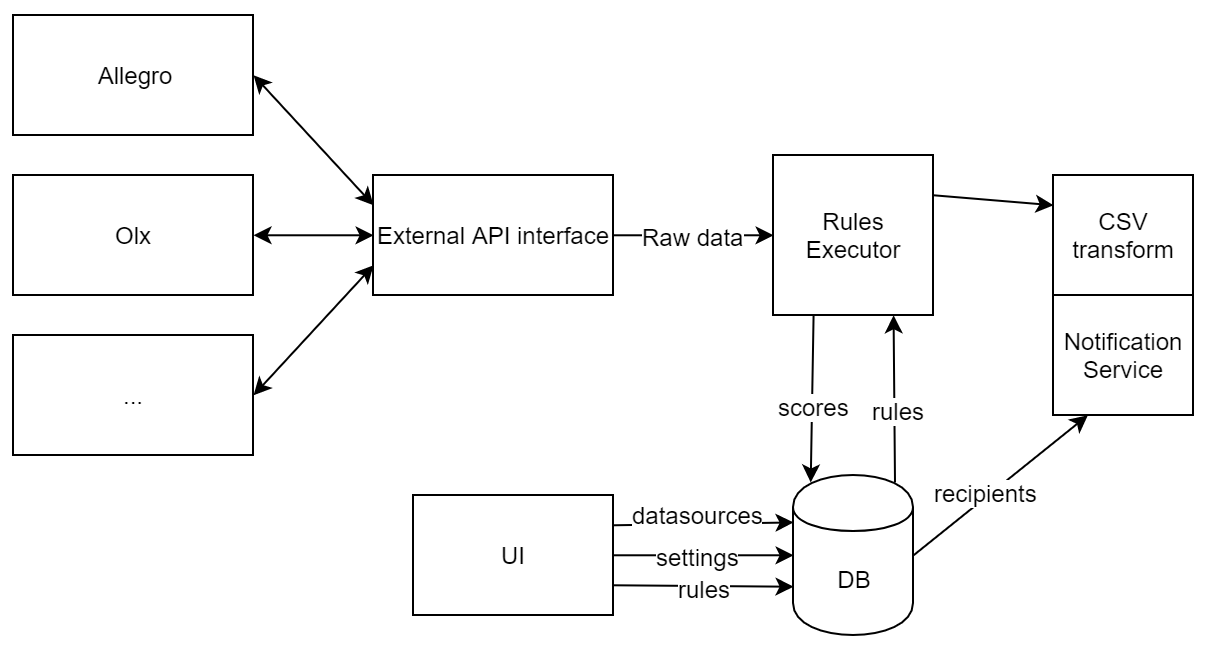 Allegro
Olx
...
External API interface
Raw data
Rules
Executor
CSV
transform
Notification
Service
scores
rules
recipients
UI
datasources
settings
rules
DB